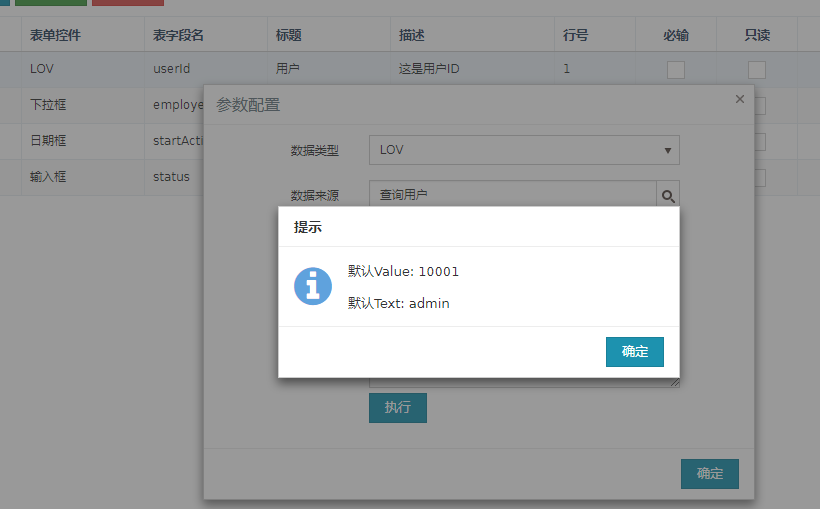 表单控件 表字段名 标题 描述 行号 必输 只读
LOV userId 用户 这是用户ID 1
下拉框 employe
日期框 startActi
输入框 status
参数配置 ×
数据类型 LOV
数据来源 查询用户
提示
默认Value: 10001
默认Text: admin
确定
执行
确定